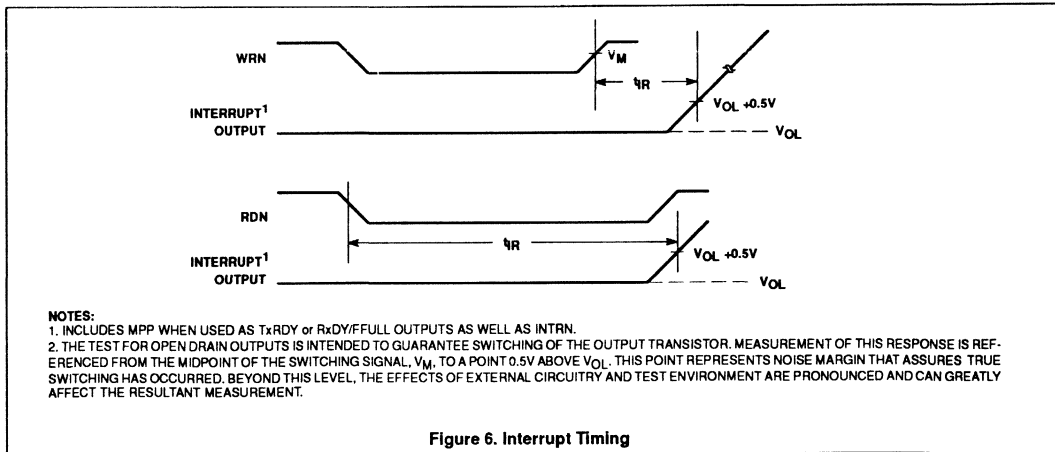 WRN
VM
tIR
INTERRUPT1
OUTPUT
VOL +0.5V
VOL
RDN
tIR
INTERRUPT1
OUTPUT
VOL +0.5V
VOL
NOTES:
1. INCLUDES MPP WHEN USED AS TxRDY or RxDY/FFULL OUTPUTS AS WELL AS INTRN.
2. THE TEST FOR OPEN DRAIN OUTPUTS IS INTENDED TO GUARANTEE SWITCHING OF THE OUTPUT TRANSISTOR. MEASUREMENT OF THIS RESPONSE IS REF-
ERENCED FROM THE MIDPOINT OF THE SWITCHING SIGNAL, VM, TO A POINT 0.5V ABOVE VOL. THIS POINT REPRESENTS NOISE MARGIN THAT ASSURES TRUE
SWITCHING HAS OCCURRED. BEYOND THIS LEVEL, THE EFFECTS OF EXTERNAL CIRCUITRY AND TEST ENVIRONMENT ARE PRONOUNCED AND CAN GREATLY
AFFECT THE RESULTANT MEASUREMENT.
Figure 6. Interrupt Timing